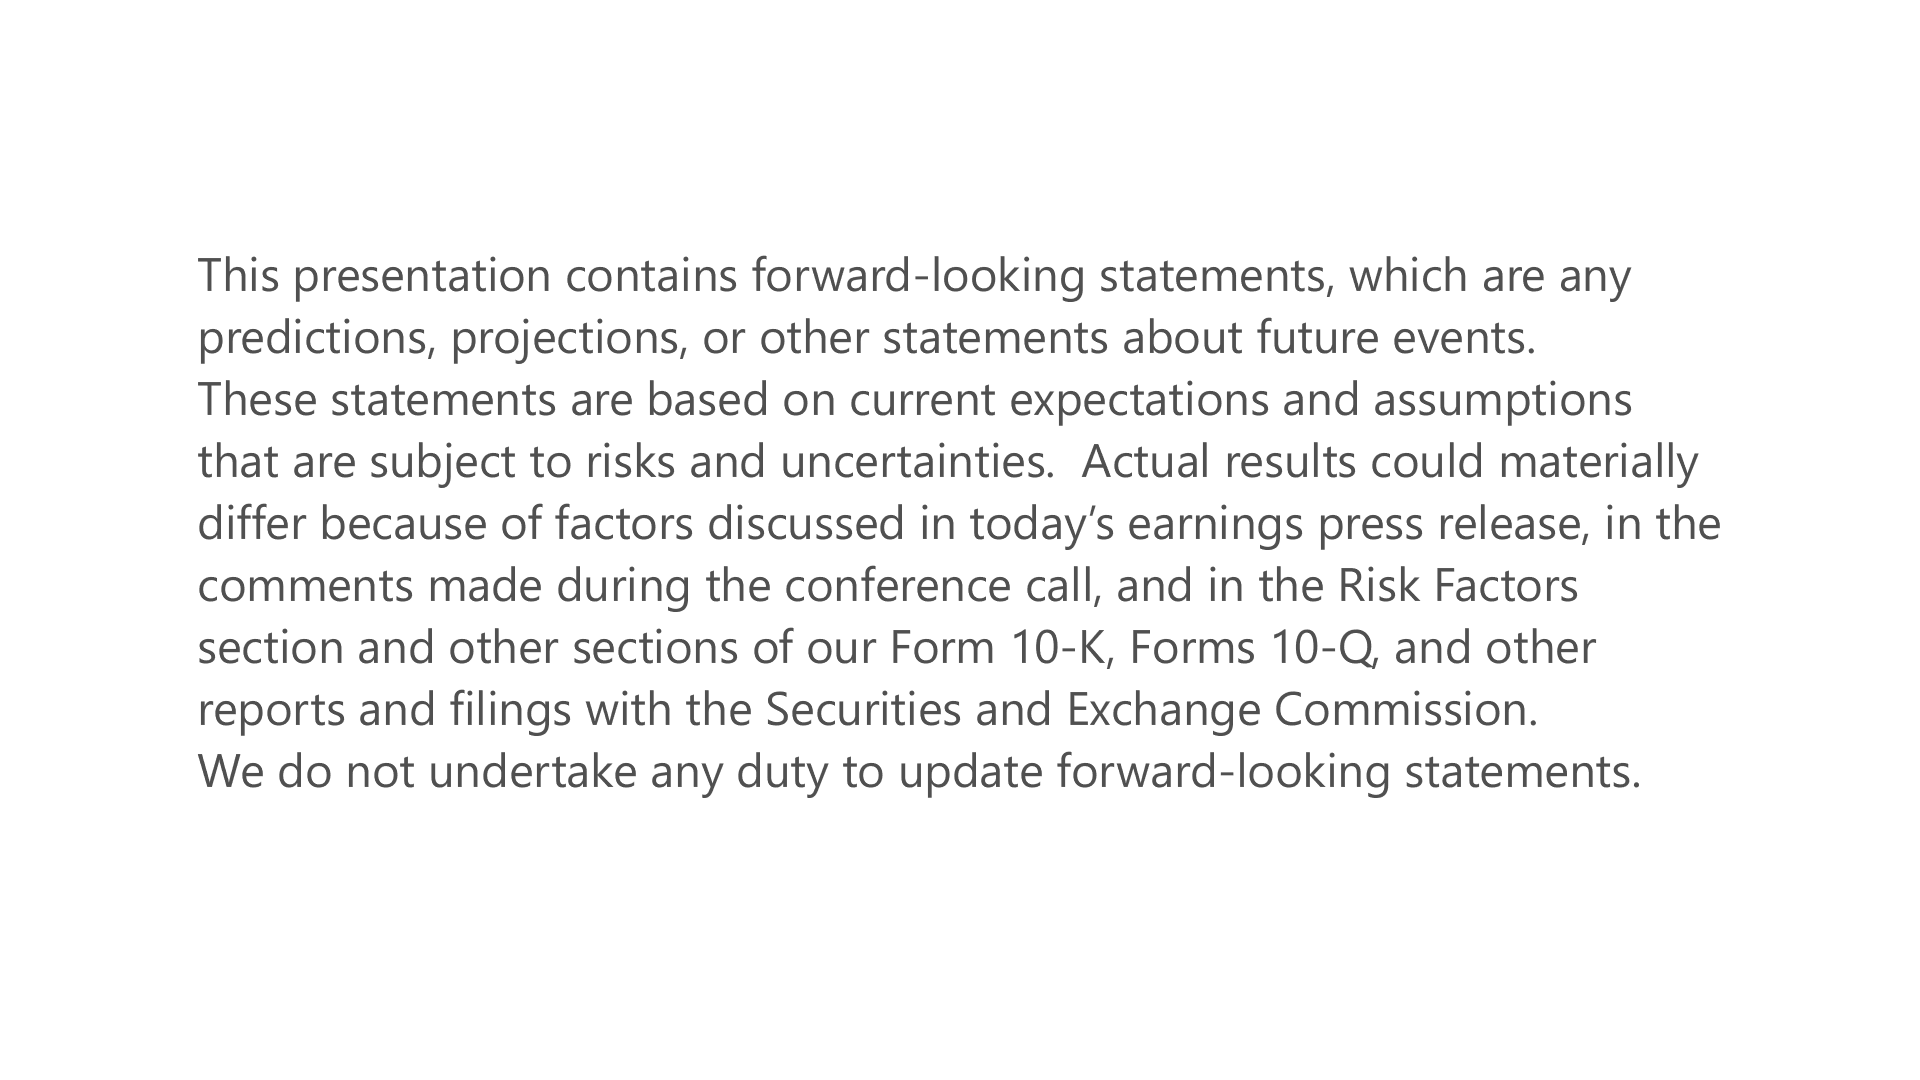 This presentation contains forward-looking statements, which are any
predictions, projections, or other statements about future events.
These statements are based on current expectations and assumptions
that are subject to risks and uncertainties.  Actual results could materially
differ because of factors discussed in today’s earnings press release, in the
comments made during the conference call, and in the Risk Factors
section and other sections of our Form 10-K, Forms 10-Q, and other
reports and filings with the Securities and Exchange Commission.
We do not undertake any duty to update forward-looking statements.